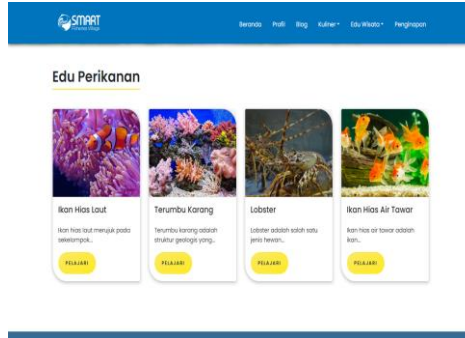 SMART
Fisheries Village
Beranda Profil Blog Kuliner Edu Wisata Penginapan
Edu Perikanan
Ikan Hias Laut
Ikan hias laut merujuk pada
sekelompok...
PELAJARI
Terumbu Karang
Terumbu karang adalah
struktur geologis yang...
PELAJARI
Lobster
Lobster adalah salah satu
jenis hewan...
PELAJARI
Ikan Hias Air Tawar
Ikan hias air tawar adalah
ikan...
PELAJARI